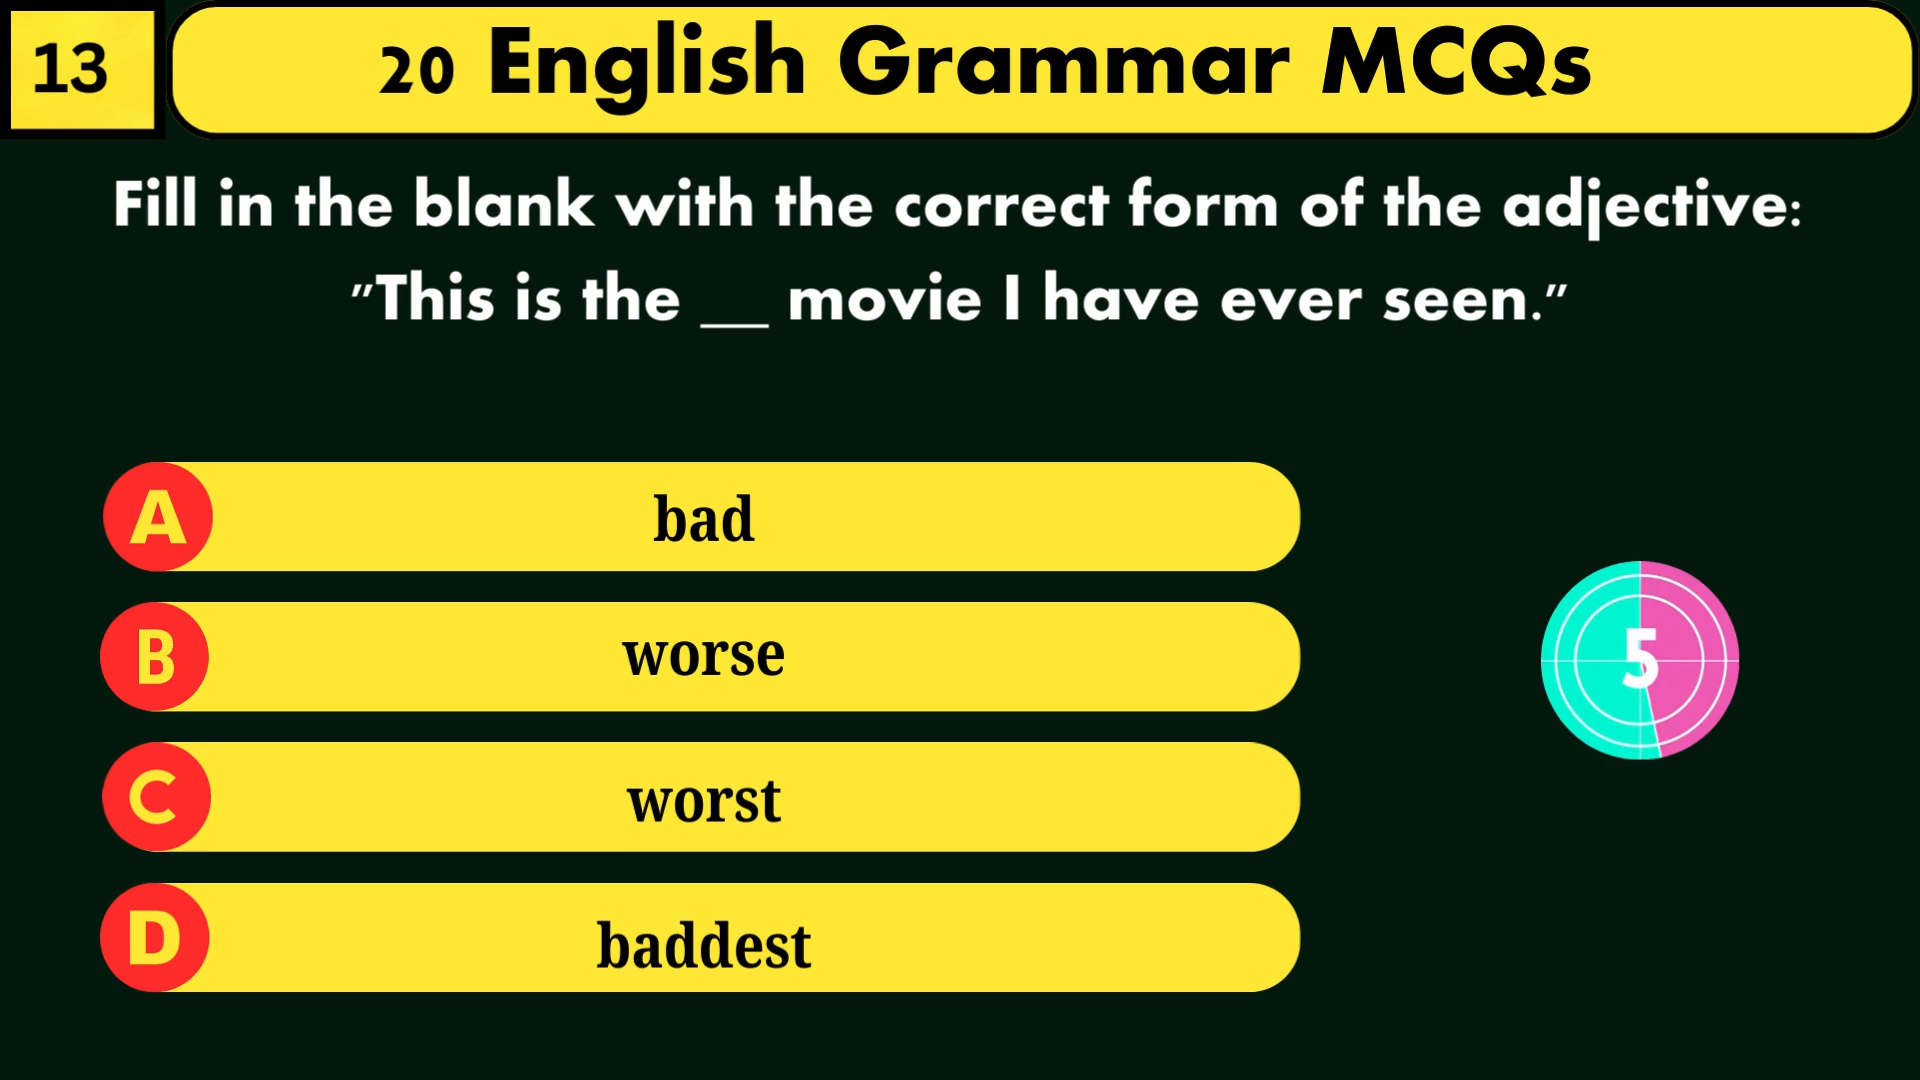 13
20 English Grammar MCQs
Fill in the blank with the correct form of the adjective:
"This is the __ movie I have ever seen."
A bad
B worse
5
C worst
D baddest